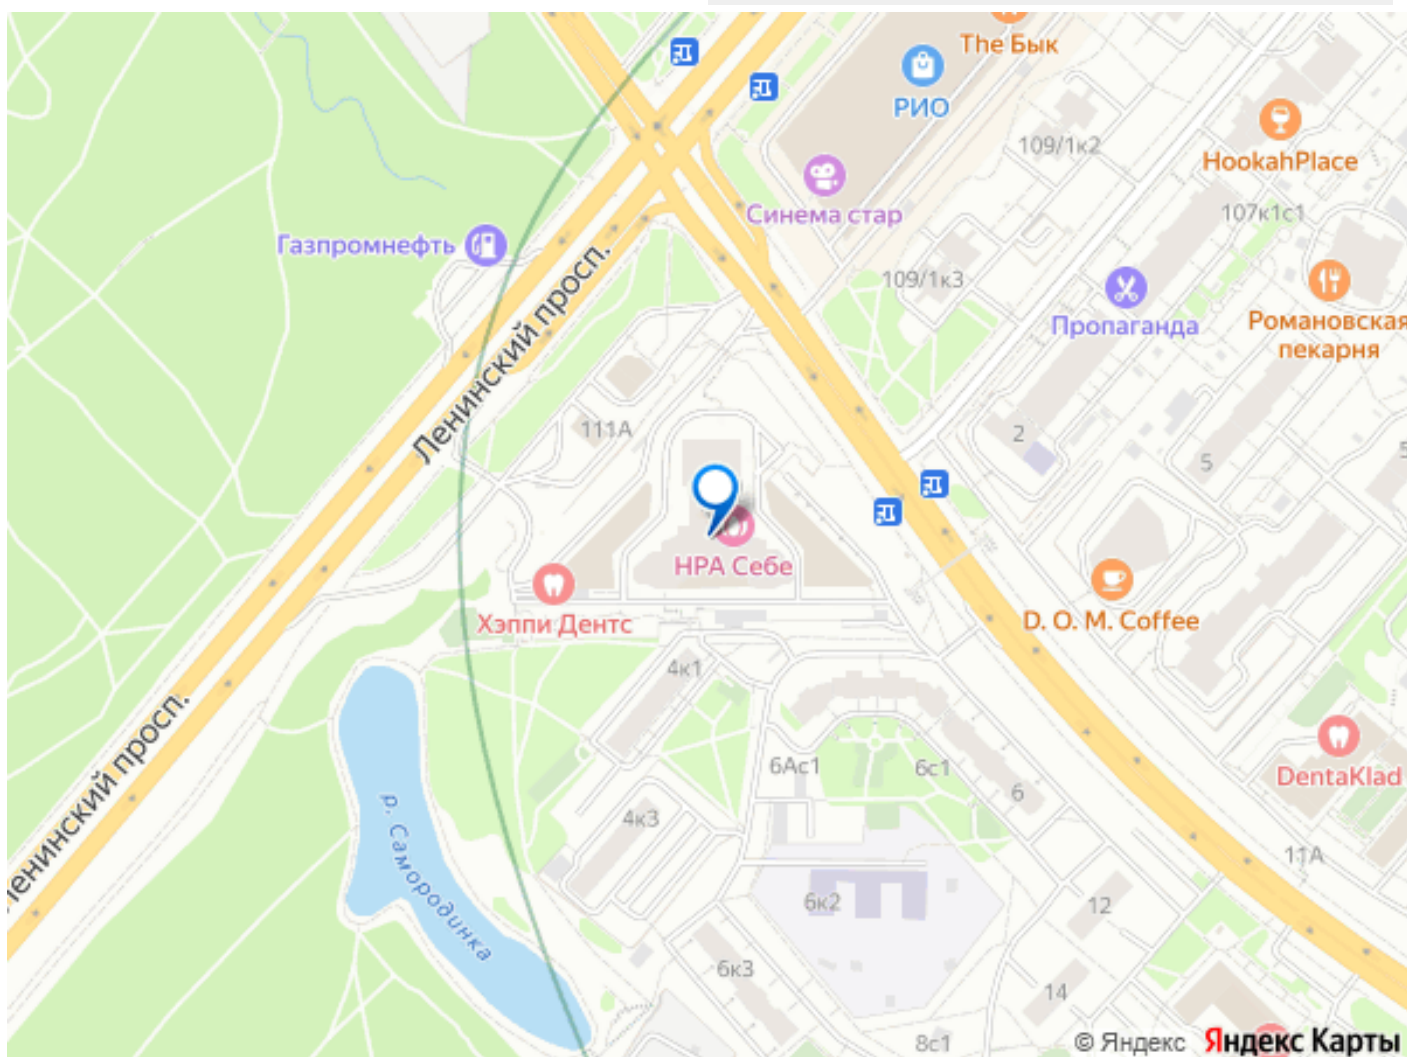 The Бык
РИО
109/1к2
HookahPlace
Синема стар
107к1с1
Газпромнефть
109/1к3
Пропаганда
Романовская
пекарня
Ленинский просп.
111А
2
5
НРА Себе
Хэппи Дентс
D. O. M. Coffee
4к1
6Ас1
6с1
6
DentaKlad
Ленинский просп.
4к3
11А
р. Самородинка
6к2
12
6к3
14
8с1
© Яндекс Яндекс Карты